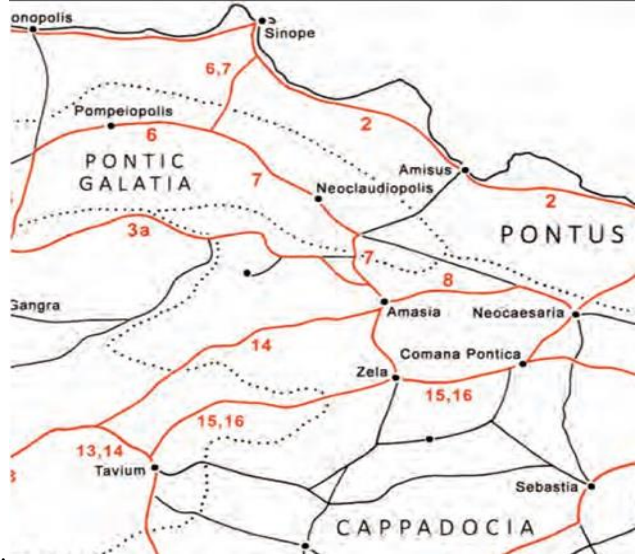 onopolis
Sinope
6,7
Pompeiopolis
6
2
PONTIC
GALATIA
Amisus
7
Neoclaudiopolis
2
3a
PONTUS
7
8
Gangra
Amasia
Neocaesaria
14
Comana Pontica
Zela
15,16
15,16
13,14
Tavium
Sebastia
CAPPADOCIA